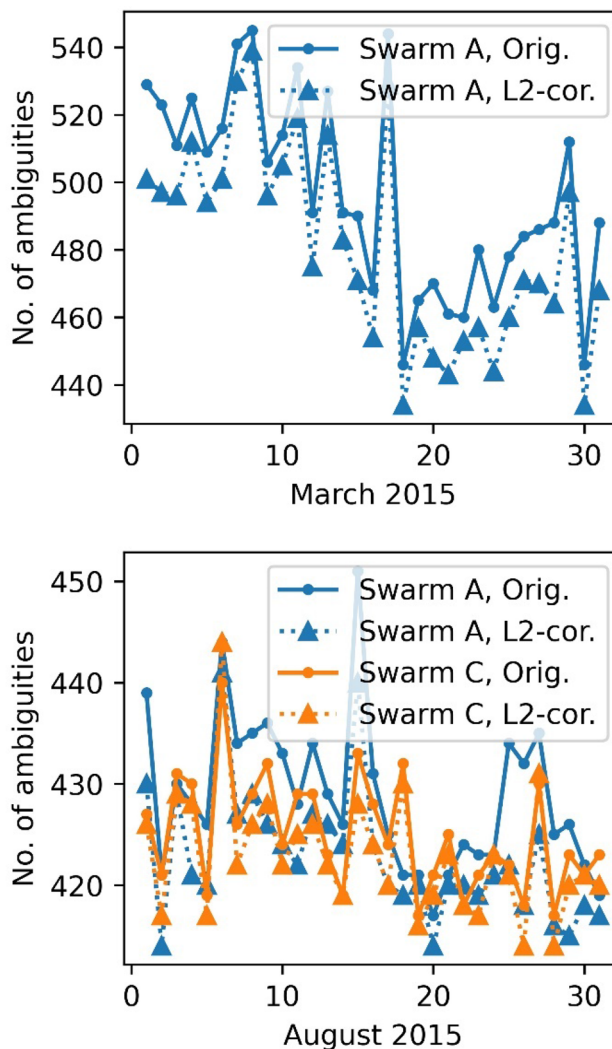 540
520
500
480
460
440
No. of ambiguities
Swarm A, Orig.
Swarm A, L2-cor.
0
10
20
30
March 2015
450
440
430
420
No. of ambiguities
Swarm A, Orig.
Swarm A, L2-cor.
Swarm C, Orig.
Swarm C, L2-cor.
0
10
20
30
August 2015